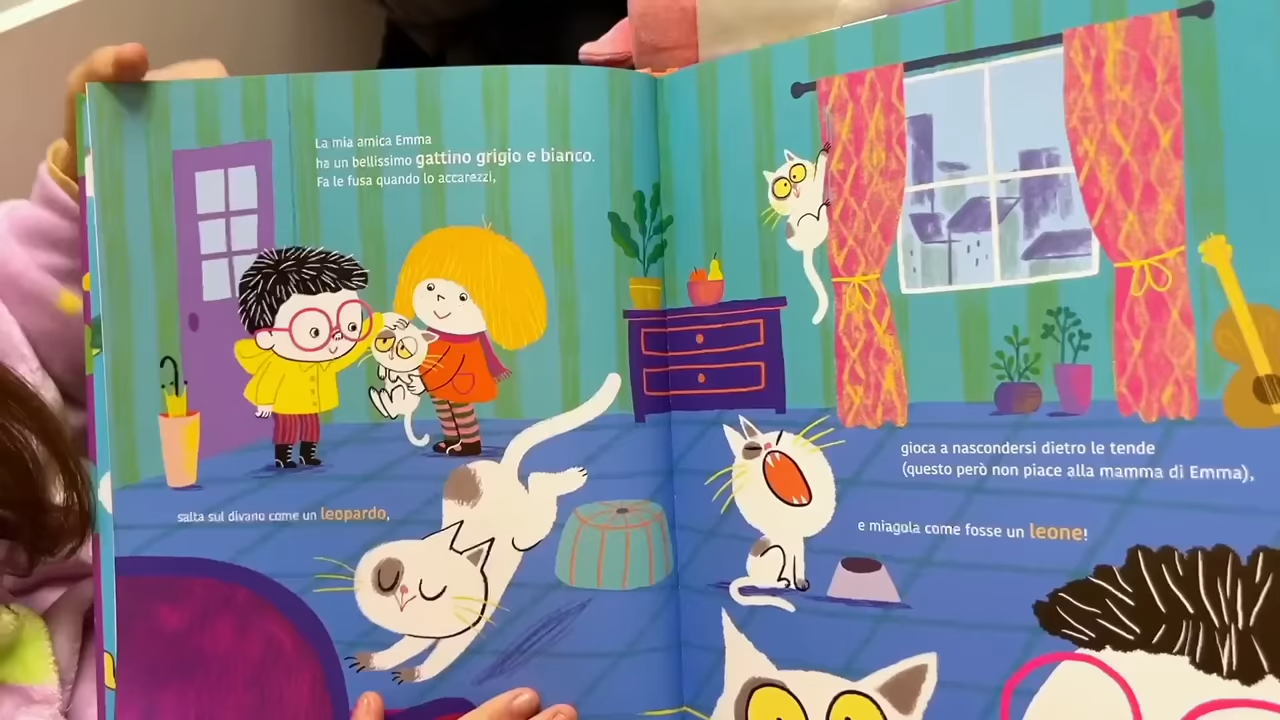 La mia amica Emma
ha un bellissimo gattino grigio e bianco.
Fa le fusa quando lo accarezzi,
salta sul divano come un leopardo,
gioca a nascondersi dietro le tende
(questo però non piace alla mamma di Emma),
e miagola come fosse un leone!